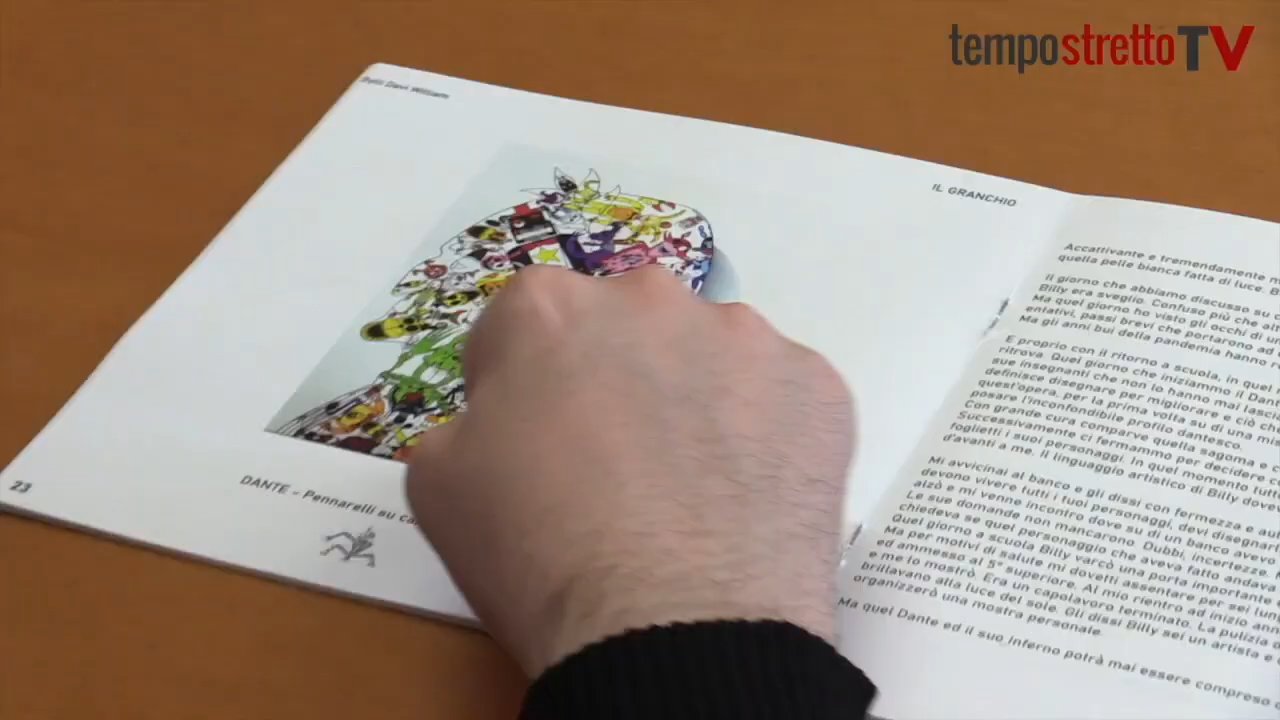 tempostrettoTV
Davi William
IL GRANCHIO
23
DANTE - Pennarelli su
Accattivante e tremendamente
quella pelle bianca fatta di luce.
Il giorno che abbiamo discusso su
Billy era sveglio. Confuso più che
Ma quel giorno ho visto gli occhi di
entativi, passi brevi che portarono ad
Ma gli anni bui della pandemia hanno
E proprio con il ritorno a scuola, in quel
ritrova. Quel giorno che iniziammo il Dante
sue insegnanti che non lo hanno mai
definisce disegnare per migliorare e ciò
quest'opera, per la prima volta su di una
posare l'inconfondibile profilo dantesco.
Con grande cura comparve quella sagoma e
Successivamente ci fermammo per decidere
foglietti i suoi personaggi. In quel momento
d'avanti a me, il linguaggio artistico di Billy
Mi avvicinai al banco e gli dissi con fermezza e
devono vivere tutti i tuoi personaggi, devi
alzò e mi venne incontro dove su di un banco avevo
Le sue domande non mancarono. Dubbi, incertezze.
chiedeva se quel personaggio che aveva fatto andava
Quel giorno a scuola Billy varcò una porta importante
Ma per motivi di salute mi dovetti assentare per sei
ed ammesso al 5° superiore. Al mio rientro ad inizio
e me lo mostrò. Era un capolavoro terminato. La pulizia
brillavano alla luce del sole. Gli dissi Billy sei un artista e
organizzerò una mostra personale.
Ma quel Dante ed il suo Inferno potrà mai essere compreso